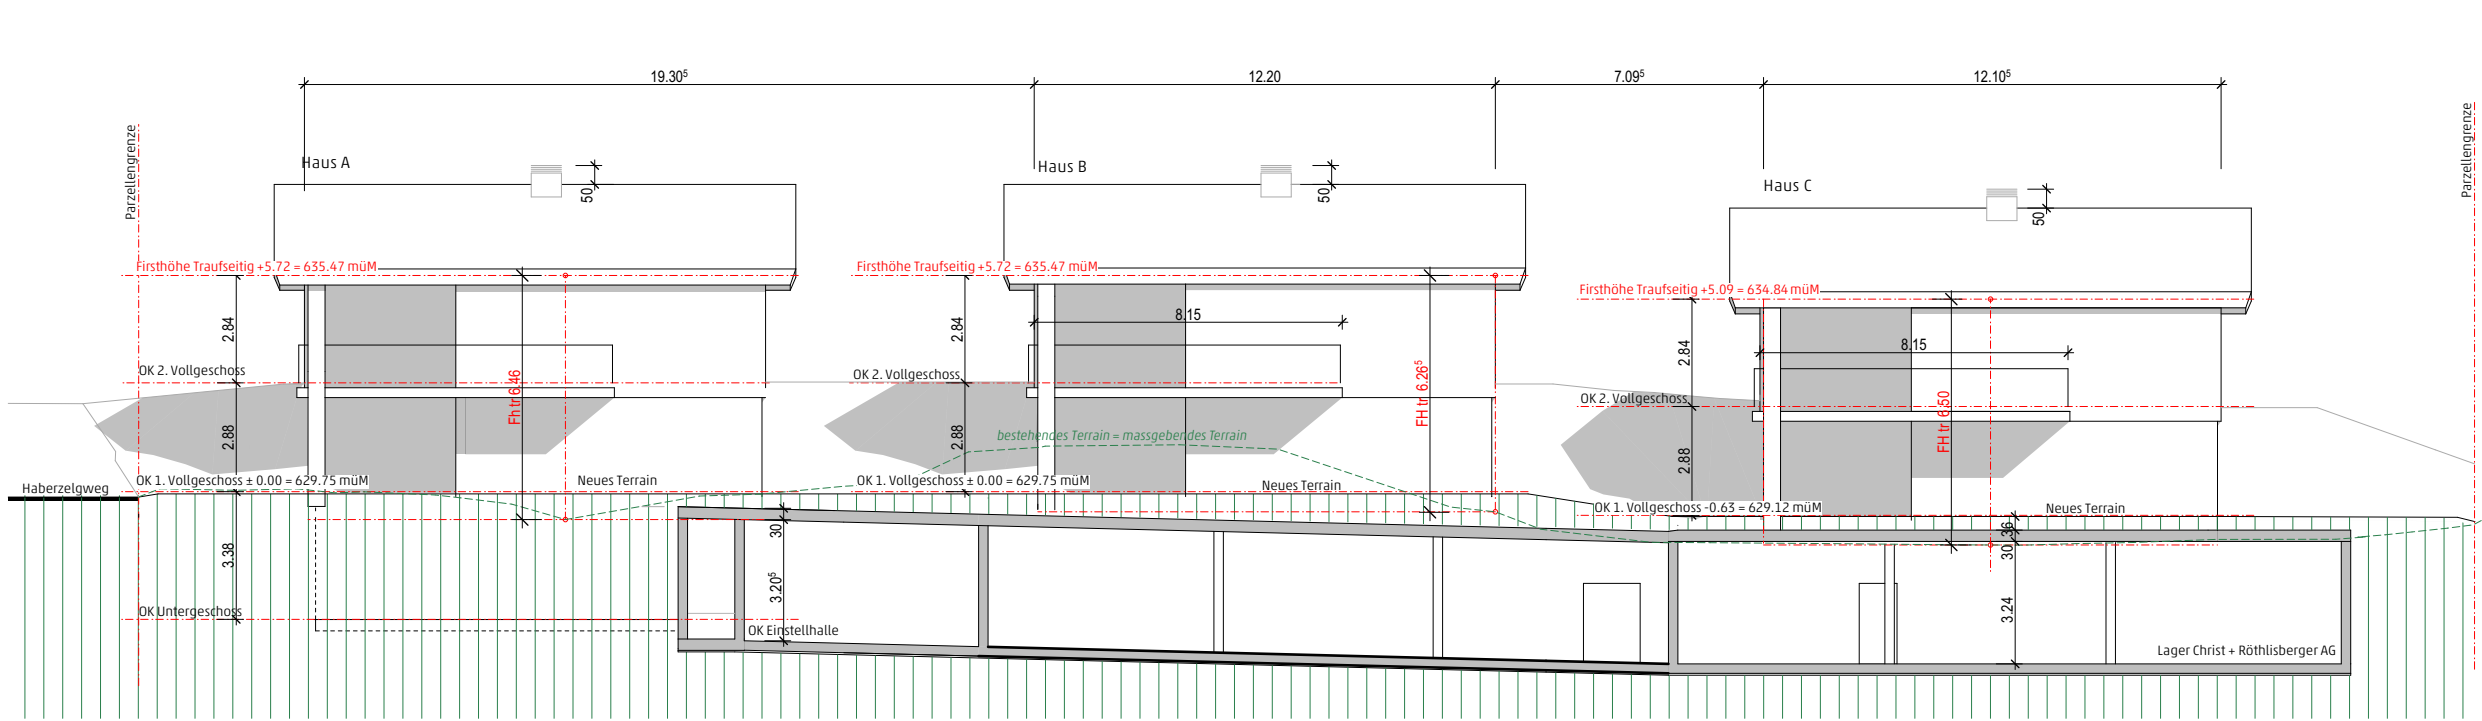 19.30⁵
12.20
7.09⁵
12.10⁵
Parzellengrenze
Parzellengrenze
Haus A
Haus B
Haus C
50
50
50
Firsthöhe Traufseitig +5.72 = 635.47 müM
Firsthöhe Traufseitig +5.72 = 635.47 müM
Firsthöhe Traufseitig +5.09 = 634.84 müM
2.84
2.84
2.84
8.15
8.15
OK 2. Vollgeschoss
OK 2. Vollgeschoss
OK 2. Vollgeschoss
Fh tr 6.46
FH tr 6.26⁵
FH tr 6.50
2.88
2.88
2.88
bestehendes Terrain = massgebendes Terrain
OK 1. Vollgeschoss ± 0.00 = 629.75 müM
Neues Terrain
OK 1. Vollgeschoss ± 0.00 = 629.75 müM
Neues Terrain
Haberzelgweg
OK 1. Vollgeschoss -0.63 = 629.12 müM
Neues Terrain
30
36
30
3.38
3.20⁵
3.24
OK Untergeschoss
OK Einstellhalle
Lager Christ + Röthlisberger AG